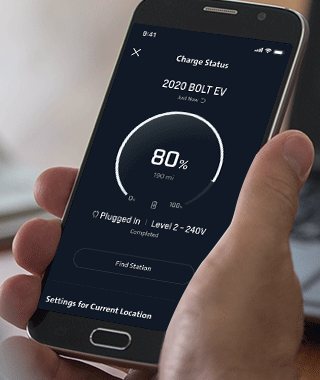 9:41
Charge Status
2020 BOLT EV
Just Now
80%
190 mi
0% 100%
Plugged in | Level 2 - 240V
Completed
Find Station
Settings for Current Location